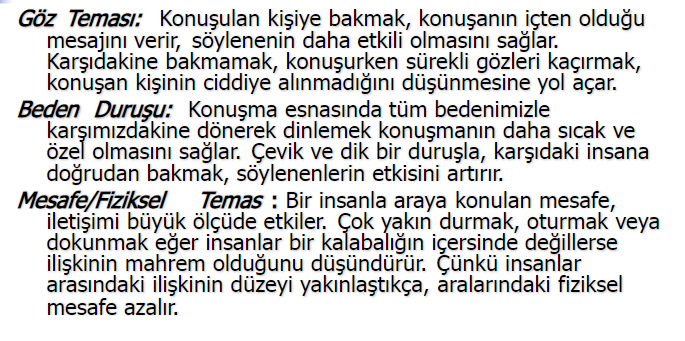 Göz Teması: Konuşulan kişiye bakmak, konuşanın içten olduğu
mesajını verir, söylenenin daha etkili olmasını sağlar.
Karşıdakine bakmamak, konuşurken sürekli gözleri kaçırmak,
konuşan kişinin ciddiye alınmadığını düşünmesine yol açar.
Beden Duruşu: Konuşma esnasında tüm bedenimizle
karşımızdakine dönerek dinlemek konuşmanın daha sıcak ve
özel olmasını sağlar. Çevik ve dik bir duruşla, karşıdaki insana
doğrudan bakmak, söylenenlerin etkisini artırır.
Mesafe/Fiziksel Temas : Bir insanla araya konulan mesafe,
iletişimi büyük ölçüde etkiler. Çok yakın durmak, oturmak veya
dokunmak eğer insanlar bir kalabalığın içersinde değillerse
ilişkinin mahrem olduğunu düşündürür. Çünkü insanlar
arasındaki ilişkinin düzeyi yakınlaştıkça, aralarındaki fiziksel
mesafe azalır.